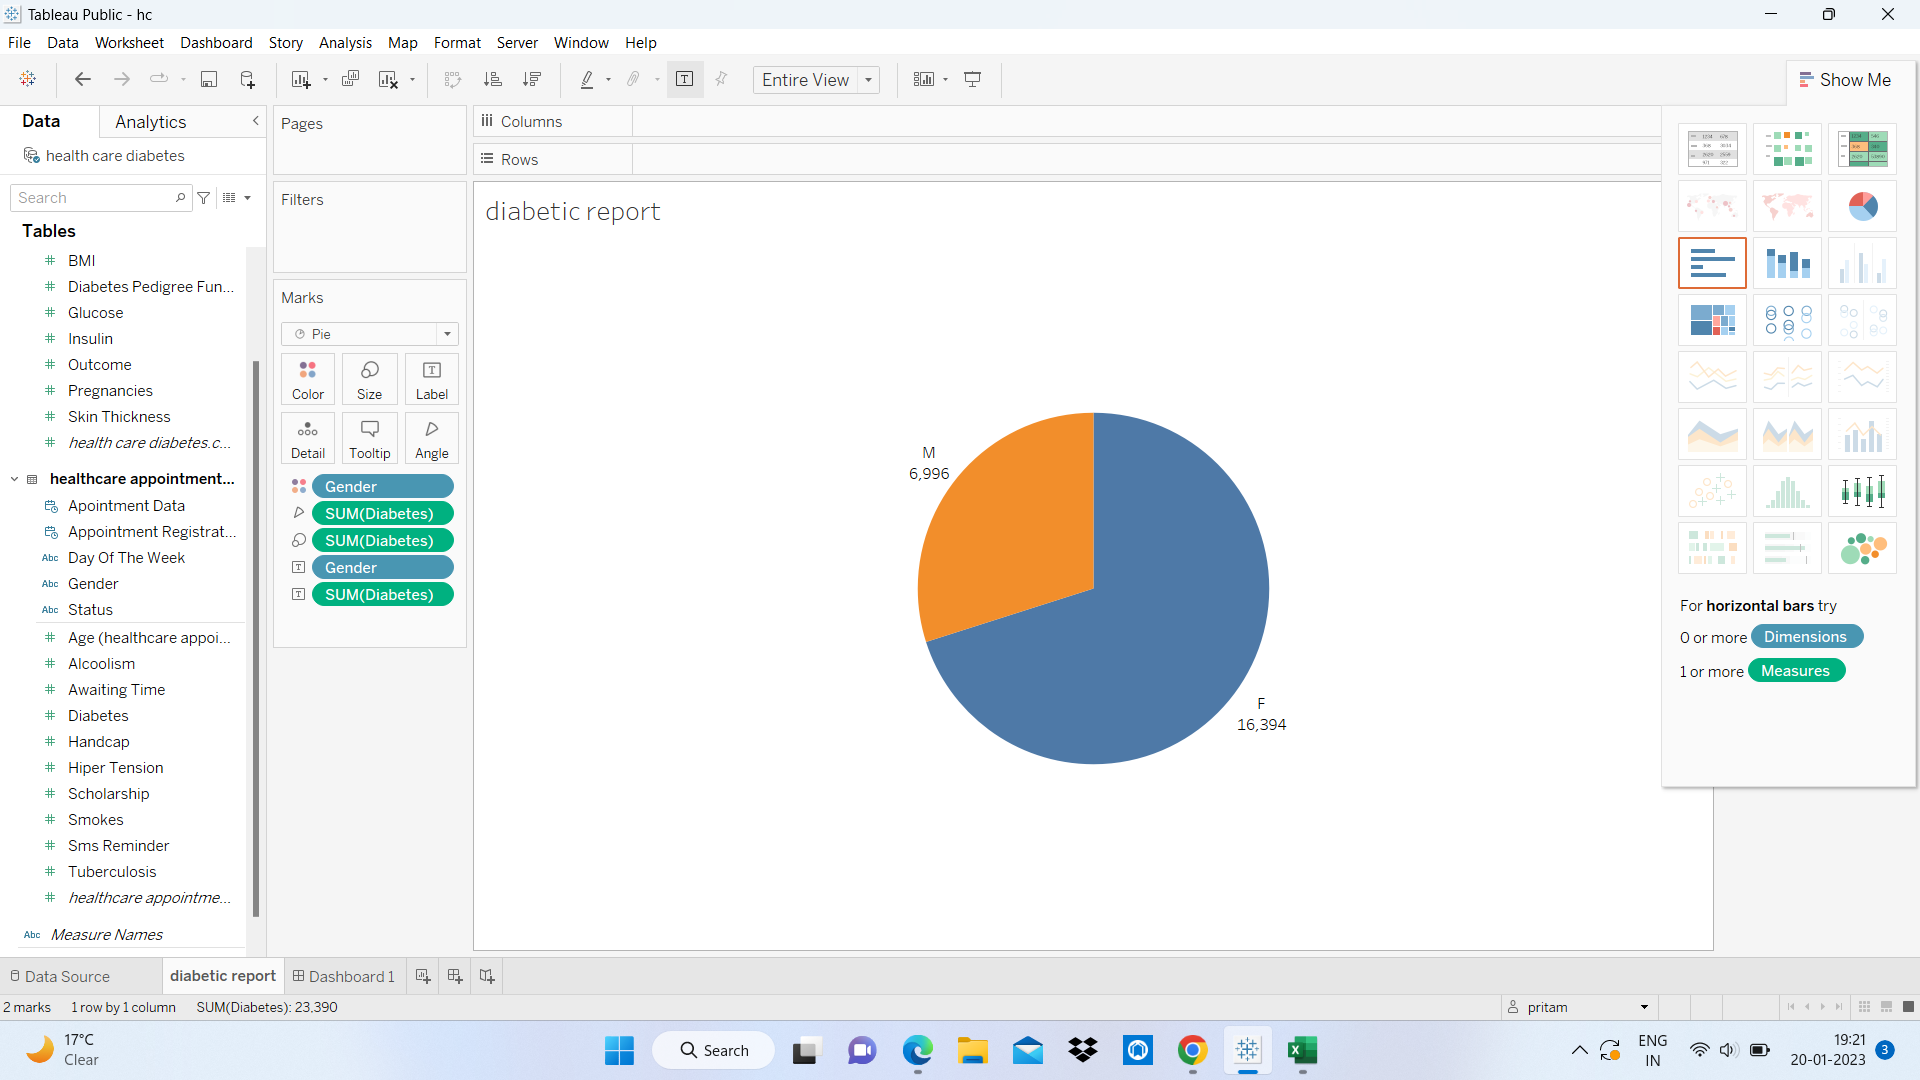 Tableau Public - hc
File Data Worksheet Dashboard Story Analysis Map Format Server Window Help
Entire View
Show Me
Data Analytics
health care diabetes
Search
Tables
BMI
Diabetes Pedigree Fun...
Glucose
Insulin
Outcome
Pregnancies
Skin Thickness
health care diabetes.c...
healthcare appointment...
Apointment Data
Appointment Registrat...
Abc Day Of The Week
Abc Gender
Abc Status
Age (healthcare appoi...
Alcoolism
Awaiting Time
Diabetes
Handcap
Hiper Tension
Scholarship
Smokes
Sms Reminder
Tuberculosis
healthcare appointme...
Abc Measure Names
Pages
Filters
Marks
Pie
Color Size Label
Detail Tooltip Angle
Gender
SUM(Diabetes)
SUM(Diabetes)
Gender
SUM(Diabetes)
Columns
Rows
diabetic report
M
6,996
F
16,394
For horizontal bars try
0 or more Dimensions
1 or more Measures
Data Source diabetic report Dashboard 1
2 marks 1 row by 1 column SUM(Diabetes): 23,390
pritam
17°C
Clear
Search
ENG
IN
19:21
20-01-2023
3